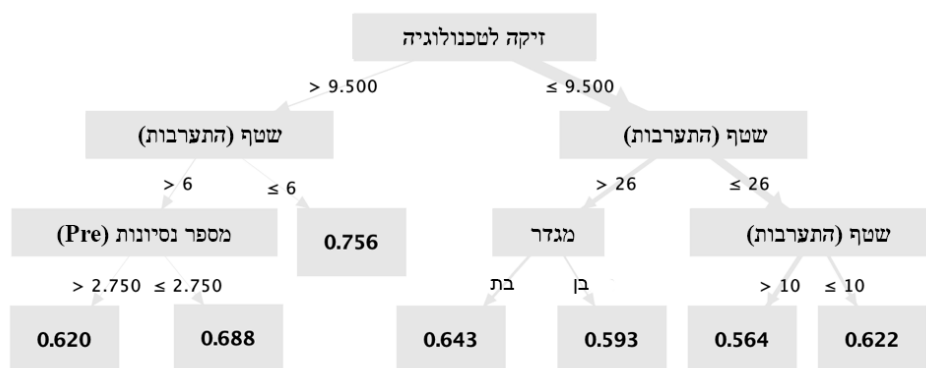 זיקה לטכנולוגיה
> 9.500
≤ 9.500
שטף (התערבות)
שטף (התערבות)
> 6
≤ 6
> 26
≤ 26
מספר נסיונות (Pre)
0.756
מגדר
שטף (התערבות)
> 2.750
≤ 2.750
בת
בן
> 10
≤ 10
0.620
0.688
0.643
0.593
0.564
0.622